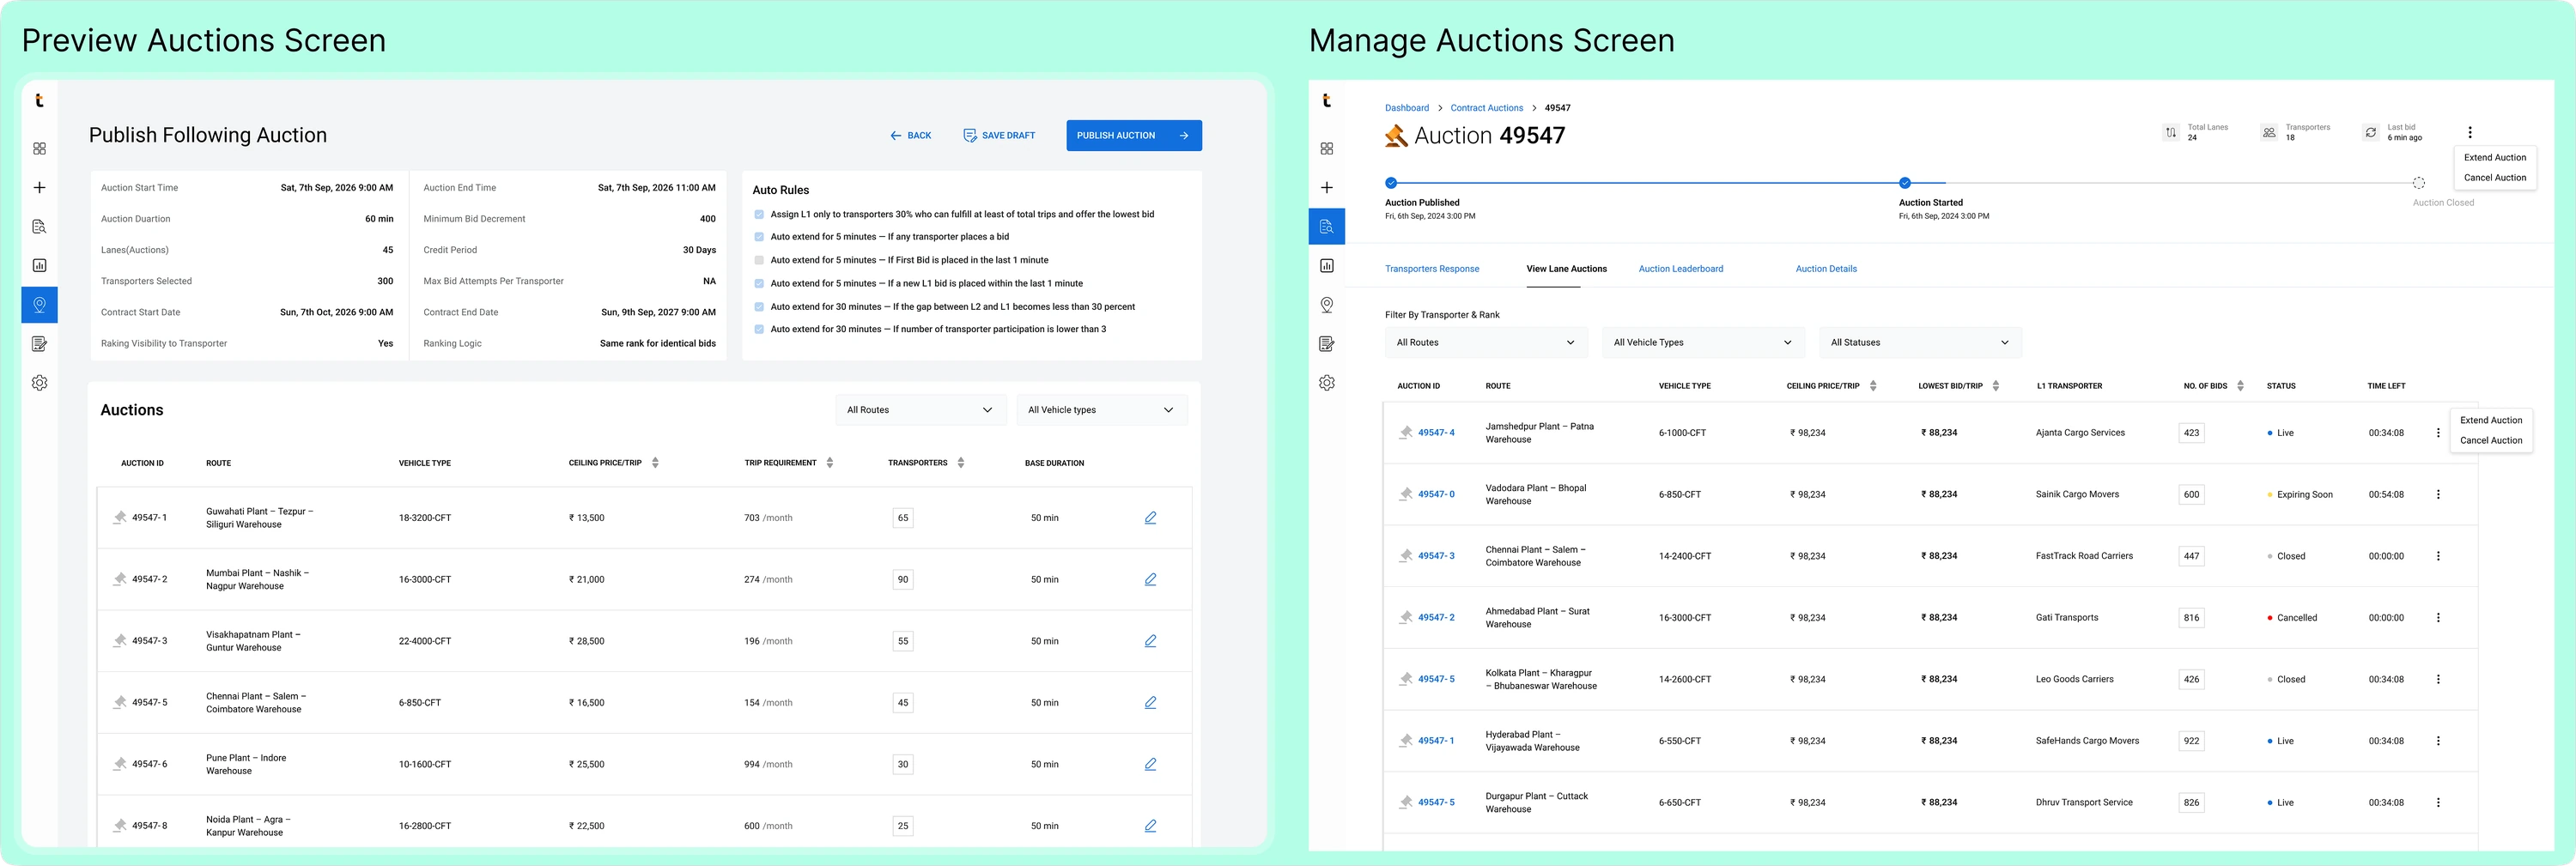 Preview Auctions Screen
t
Publish Following Auction
BACK
SAVE DRAFT
PUBLISH AUCTION
Auction Start Time Sat, 7th Sep, 2026 9:00 AM
Auction Duartion 60 min
Lanes(Auctions) 45
Transporters Selected 300
Contract Start Date Sun, 7th Oct, 2026 9:00 AM
Raking Visibility to Transporter Yes
Auction End Time Sat, 7th Sep, 2026 11:00 AM
Minimum Bid Decrement 400
Credit Period 30 Days
Max Bid Attempts Per Transporter NA
Contract End Date Sun, 9th Sep, 2027 9:00 AM
Ranking Logic Same rank for identical bids
Auto Rules
Assign L1 only to transporters 30% who can fulfill at least of total trips and offer the lowest bid
Auto extend for 5 minutes — If any transporter places a bid
Auto extend for 5 minutes — If First Bid is placed in the last 1 minute
Auto extend for 5 minutes — If a new L1 bid is placed within the last 1 minute
Auto extend for 30 minutes — If the gap between L2 and L1 becomes less than 30 percent
Auto extend for 30 minutes — If number of transporter participation is lower than 3
Auctions
All Routes
All Vehicle types
AUCTION ID ROUTE VEHICLE TYPE CEILING PRICE/TRIP TRIP REQUIREMENT TRANSPORTERS BASE DURATION
49547- 1 Guwahati Plant – Tezpur – 18-3200-CFT ₹ 13,500 703 /month 65 50 min
Siliguri Warehouse
49547- 2 Mumbai Plant – Nashik – 16-3000-CFT ₹ 21,000 274 /month 90 50 min
Nagpur Warehouse
49547- 3 Visakhapatnam Plant – 22-4000-CFT ₹ 28,500 196 /month 55 50 min
Guntur Warehouse
49547- 5 Chennai Plant – Salem – 6-850-CFT ₹ 16,500 154 /month 45 50 min
Coimbatore Warehouse
49547- 6 Pune Plant – Indore 10-1600-CFT ₹ 25,500 994 /month 30 50 min
Warehouse
49547- 8 Noida Plant – Agra – 16-2800-CFT ₹ 22,500 600 /month 25 50 min
Kanpur Warehouse
Manage Auctions Screen
t
Dashboard > Contract Auctions > 49547
Auction 49547
Total Lanes
24
Transporters
18
Last bid
6 min ago
Extend Auction
Cancel Auction
Auction Published
Fri, 6th Sep, 2024 3:00 PM
Auction Started
Fri, 6th Sep, 2024 3:00 PM
Auction Closed
Transporters Response View Lane Auctions Auction Leaderboard Auction Details
Filter By Transporter & Rank
All Routes
All Vehicle Types
All Statuses
AUCTION ID ROUTE VEHICLE TYPE CEILING PRICE/TRIP LOWEST BID/TRIP L1 TRANSPORTER NO. OF BIDS STATUS TIME LEFT
49547- 4 Jamshedpur Plant – Patna 6-1000-CFT ₹ 98,234 ₹ 88,234 Ajanta Cargo Services 423 Live 00:34:08
Warehouse
Extend Auction
Cancel Auction
49547- 0 Vadodara Plant – Bhopal 6-850-CFT ₹ 98,234 ₹ 88,234 Sainik Cargo Movers 600 Expiring Soon 00:54:08
Warehouse
49547- 3 Chennai Plant – Salem – 14-2400-CFT ₹ 98,234 ₹ 88,234 FastTrack Road Carriers 447 Closed 00:00:00
Coimbatore Warehouse
49547- 2 Ahmedabad Plant – Surat 16-3000-CFT ₹ 98,234 ₹ 88,234 Gati Transports 816 Cancelled 00:00:00
Warehouse
49547- 5 Kolkata Plant – Kharagpur 14-2600-CFT ₹ 98,234 ₹ 88,234 Leo Goods Carriers 426 Closed 00:34:08
– Bhubaneswar Warehouse
49547- 1 Hyderabad Plant – 6-550-CFT ₹ 98,234 ₹ 88,234 SafeHands Cargo Movers 922 Live 00:34:08
Vijayawada Warehouse
49547- 5 Durgapur Plant – Cuttack 6-650-CFT ₹ 98,234 ₹ 88,234 Dhruv Transport Service 826 Live 00:34:08
Warehouse